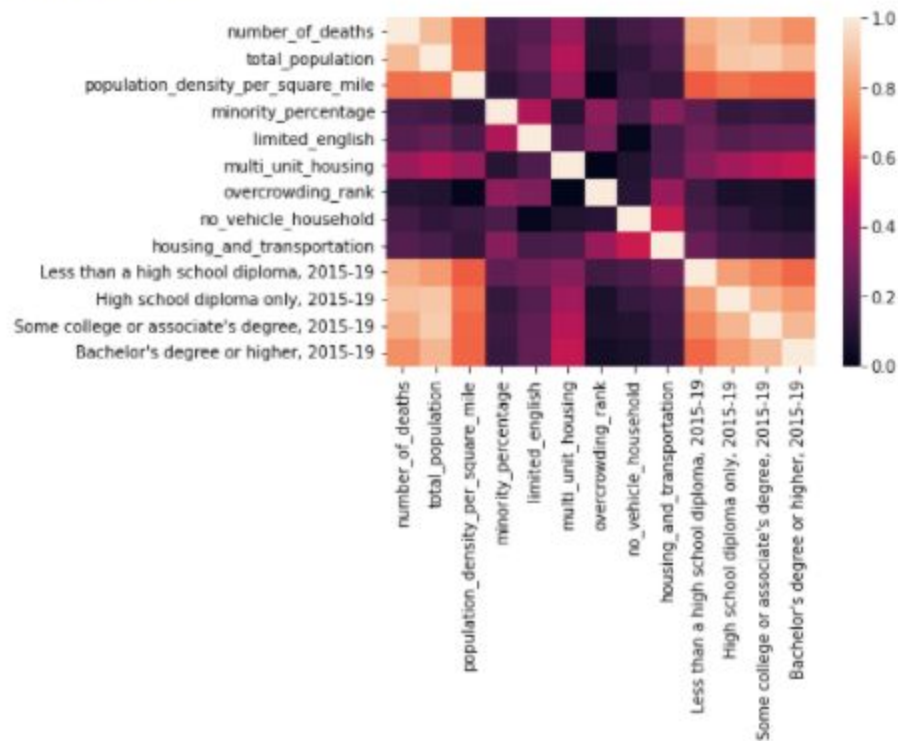 number_of_deaths
total_population
population_density_per_square_mile
minority_percentage
limited_english
multi_unit_housing
overcrowding_rank
no_vehicle_household
housing_and_transportation
Less than a high school diploma, 2015-19
High school diploma only, 2015-19
Some college or associate's degree, 2015-19
Bachelor's degree or higher, 2015-19
1.0
0.8
0.6
0.4
0.2
0.0
number_of_deaths
total_population
population_density_per_square_mile
minority_percentage
limited_english
multi_unit_housing
overcrowding_rank
no_vehicle_household
housing_and_transportation
Less than a high school diploma, 2015-19
High school diploma only, 2015-19
Some college or associate's degree, 2015-19
Bachelor's degree or higher, 2015-19